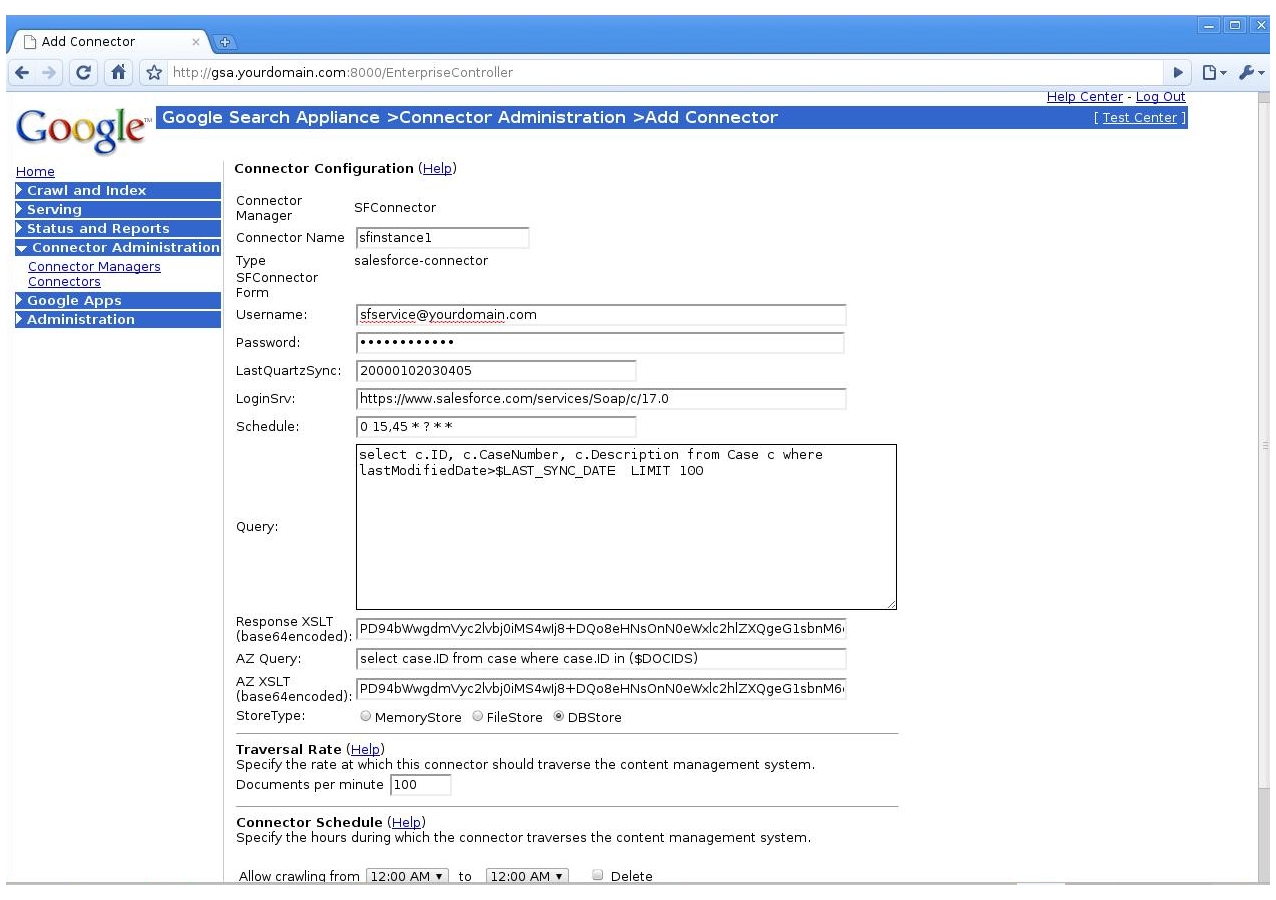 Add Connector
http://gsa.yourdomain.com:8000/EnterpriseController
Help Center - Log Out
Google™
Google Search Appliance >Connector Administration >Add Connector
[ Test Center ]
Home
Crawl and Index
Serving
Status and Reports
Connector Administration
Connector Managers
Connectors
Google Apps
Administration
Connector Configuration (Help)
Connector
Manager
SFConnector
Connector Name sfinstance1
Type salesforce-connector
SFConnector
Form
Username: sfservice@yourdomain.com
Password: ••••••••••••
LastQuartzSync: 20000102030405
LoginSrv: https://www.salesforce.com/services/Soap/c/17.0
Schedule: 0 15,45 * ? * *
Query:
select c.ID, c.CaseNumber, c.Description from Case c where
lastModifiedDate>$LAST_SYNC_DATE  LIMIT 100
Response XSLT
(base64encoded):
PD94bWwgdmVyc2lvbj0iMS4wIj8+DQo8eHNsOnN0eWxlc2hlZXQgeG1sbnM6
AZ Query: select case.ID from case where case.ID in ($DOCIDS)
AZ XSLT
(base64encoded):
PD94bWwgdmVyc2lvbj0iMS4wIj8+DQo8eHNsOnN0eWxlc2hlZXQgeG1sbnM6
StoreType: MemoryStore FileStore DBStore
Traversal Rate (Help)
Specify the rate at which this connector should traverse the content management system.
Documents per minute 100
Connector Schedule (Help)
Specify the hours during which the connector traverses the content management system.
Allow crawling from 12:00 AM to 12:00 AM Delete